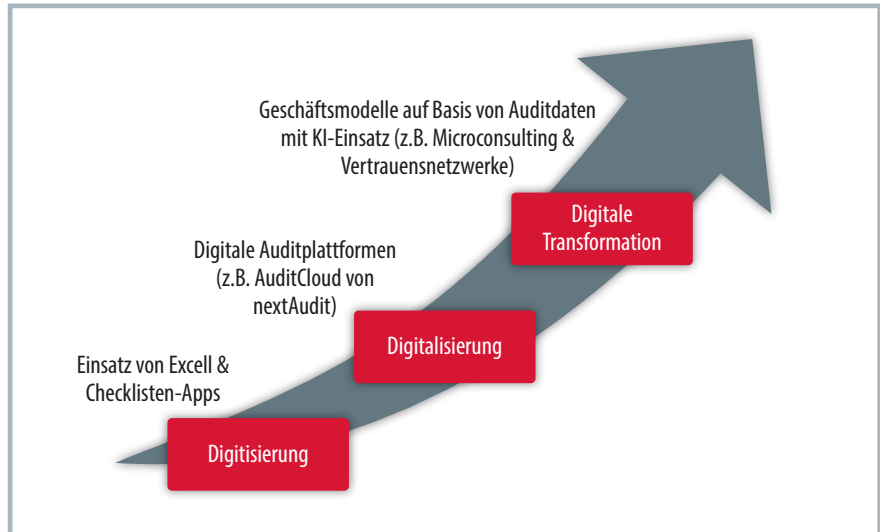 Geschäftsmodelle auf Basis von Auditdaten
mit KI-Einsatz (z.B. Microconsulting &
Vertrauensnetzwerke)
Digitale
Transformation
Digitale Auditplattformen
(z.B. AuditCloud von
nextAudit)
Digitalisierung
Einsatz von Excell &
Checklisten-Apps
Digitisierung